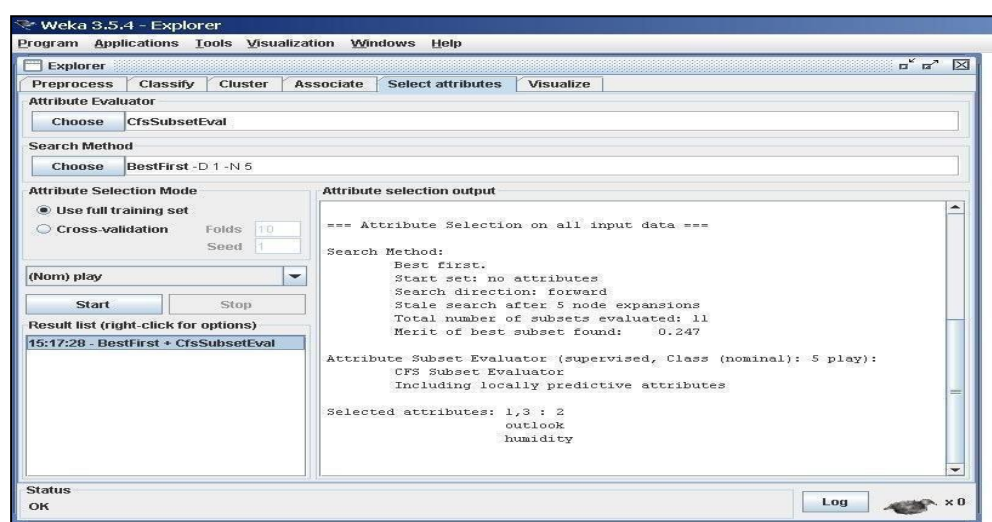 Weka 3.5.4 - Explorer
Program Applications Tools Visualization Windows Help
Explorer
Preprocess Classify Cluster Associate Select attributes Visualize
Attribute Evaluator
Choose CfsSubsetEval
Search Method
Choose BestFirst -D 1 -N 5
Attribute Selection Mode
Use full training set
Cross-validation Folds 10
Seed 1
(Nom) play
Start Stop
Result list (right-click for options)
15:17:28 - BestFirst + CfsSubsetEval
Attribute selection output
=== Attribute Selection on all input data ===
Search Method:
Best first.
Start set: no attributes
Search direction: forward
Stale search after 5 node expansions
Total number of subsets evaluated: 11
Merit of best subset found: 0.247
Attribute Subset Evaluator (supervised, Class (nominal): 5 play):
CFS Subset Evaluator
Including locally predictive attributes
Selected attributes: 1,3 : 2
outlook
humidity
Status
OK
Log x 0